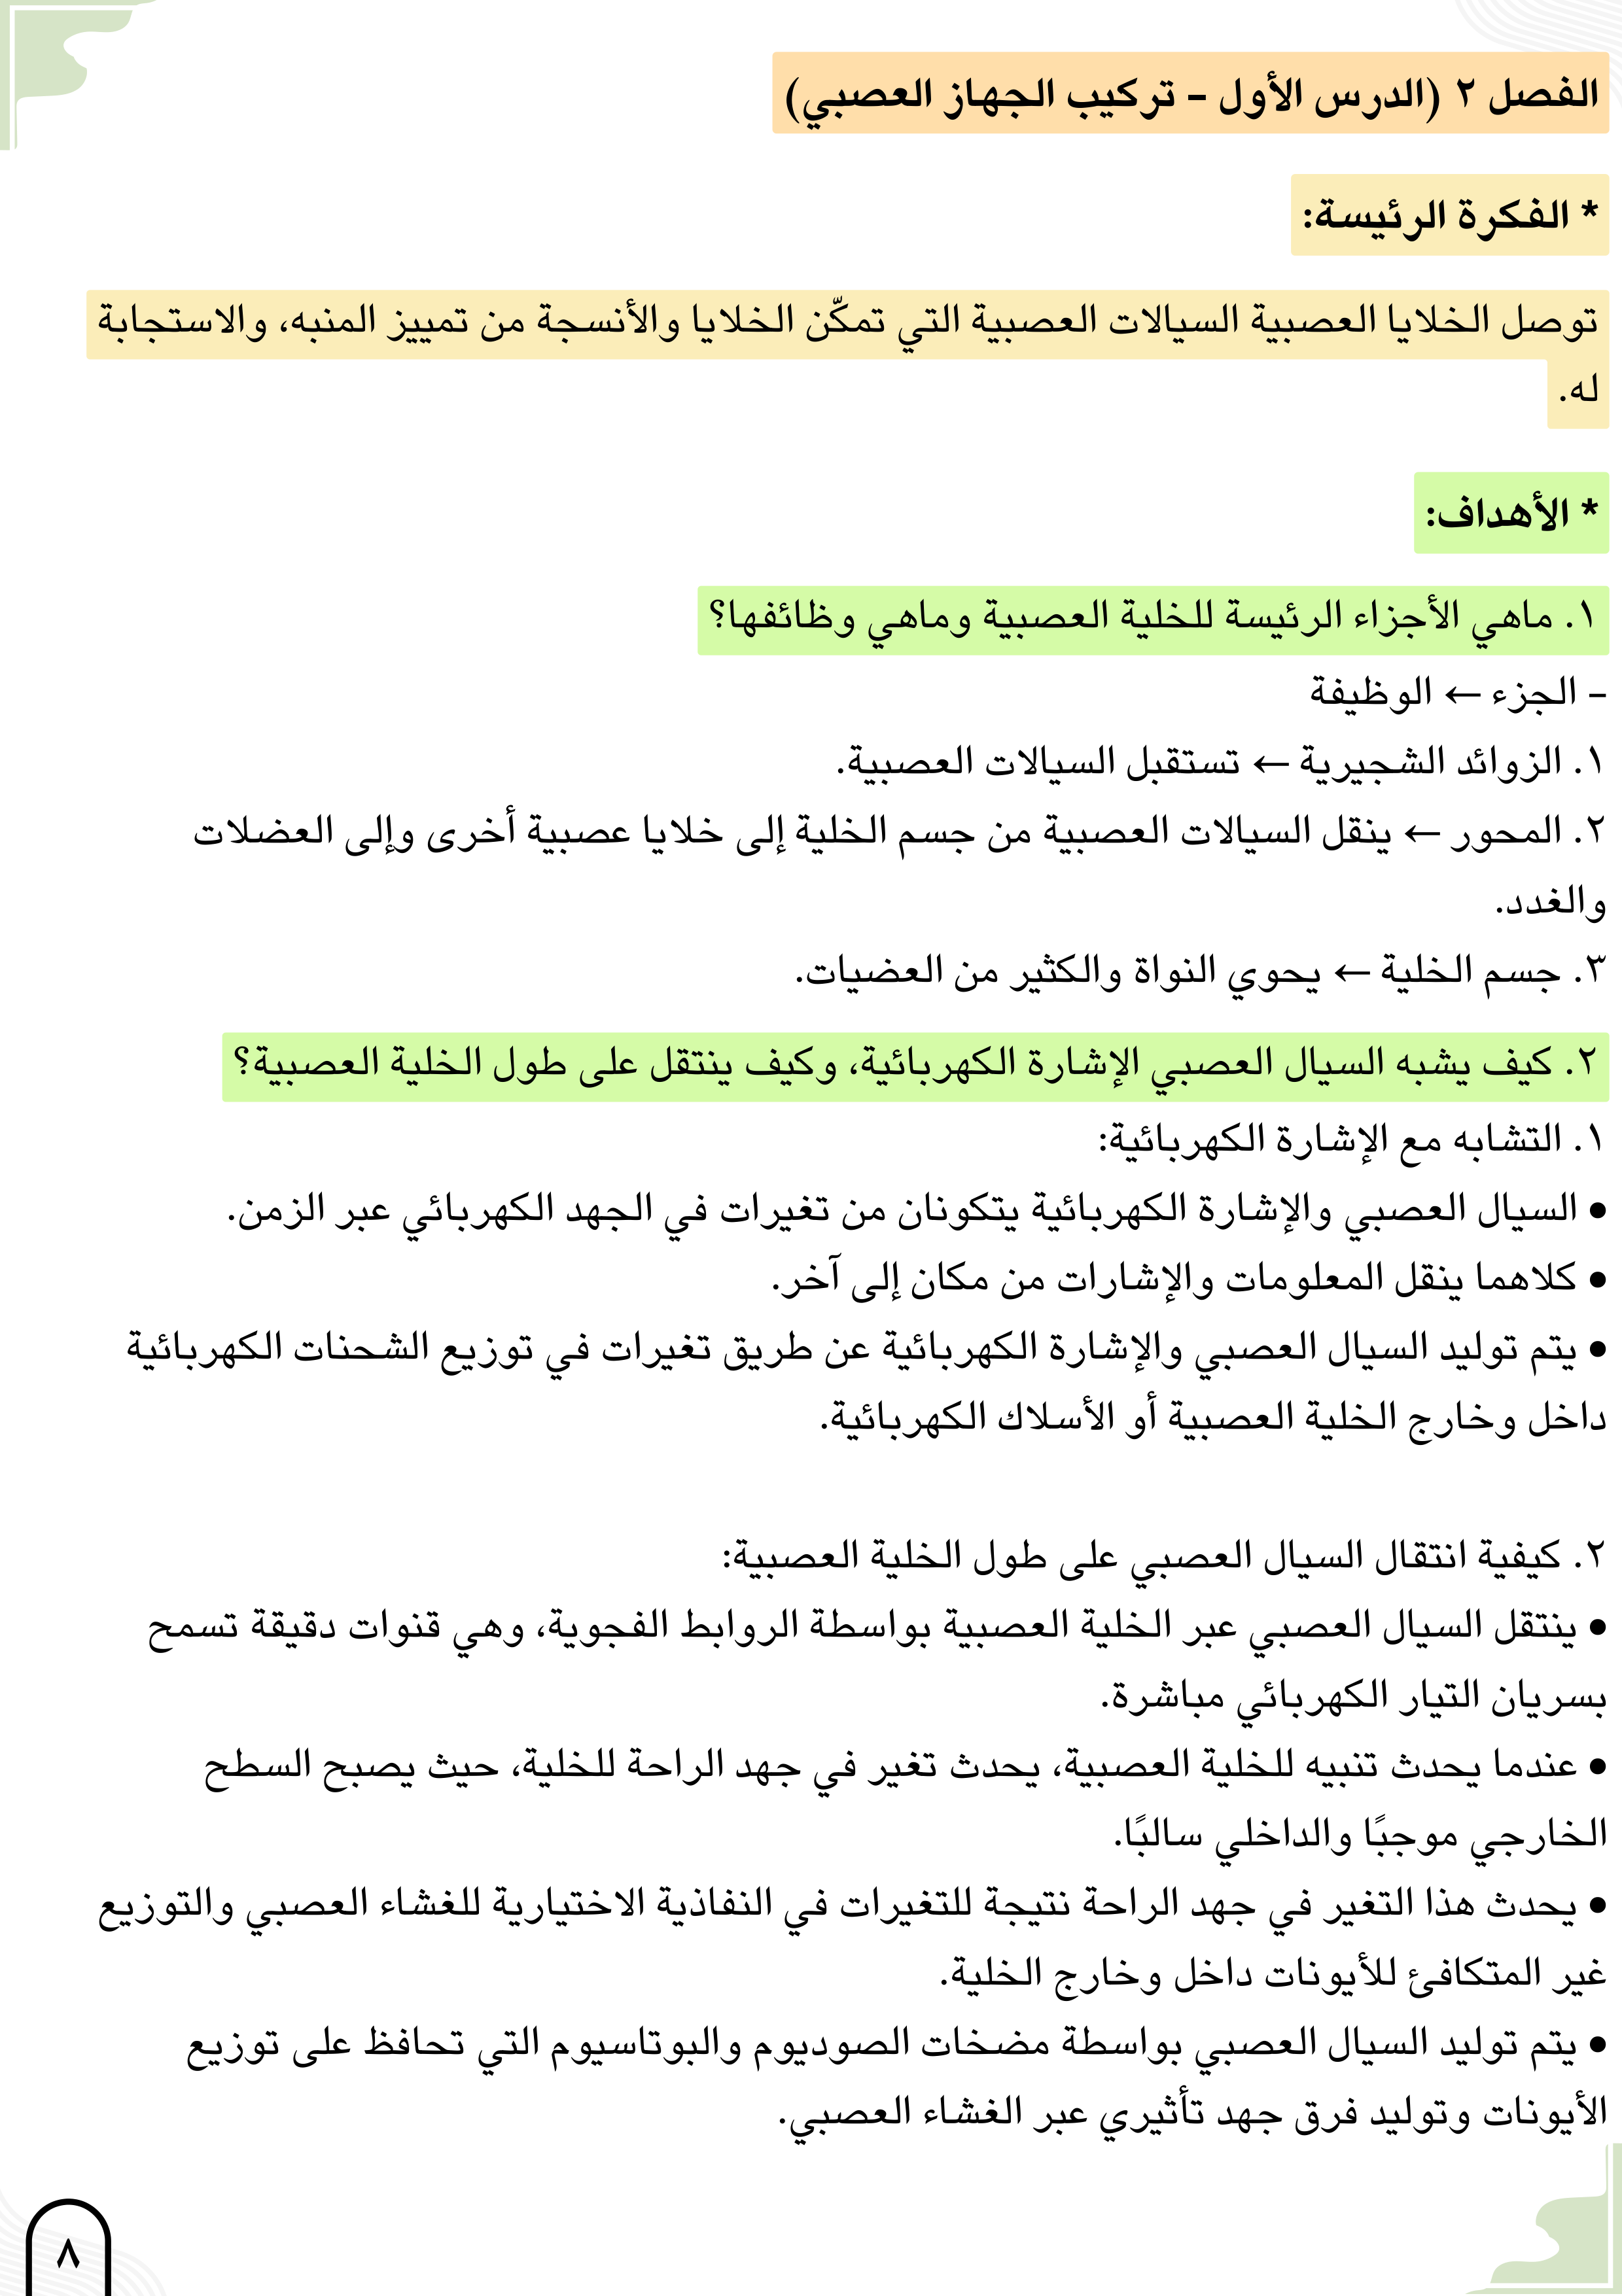 الفصل ٢ (الدرس الأول - تركيب الجهاز العصبي)
* الفكرة الرئيسة:
توصل الخلايا العصبية السيالات العصبية التي تمكّن الخلايا والأنسجة من تمييز المنبه، والاستجابة
له.
* الأهداف:
١. ماهي الأجزاء الرئيسة للخلية العصبية وماهي وظائفها؟
- الجزء ← الوظيفة
١. الزوائد الشجيرية ← تستقبل السيالات العصبية.
٢. المحور ← ينقل السيالات العصبية من جسم الخلية إلى خلايا عصبية أخرى وإلى العضلات
والغدد.
٣. جسم الخلية ← يحوي النواة والكثير من العضيات.
٢. كيف يشبه السيال العصبي الإشارة الكهربائية، وكيف ينتقل على طول الخلية العصبية؟
١. التشابه مع الإشارة الكهربائية:
• السيال العصبي والإشارة الكهربائية يتكونان من تغيرات في الجهد الكهربائي عبر الزمن.
• كلاهما ينقل المعلومات والإشارات من مكان إلى آخر.
• يتم توليد السيال العصبي والإشارة الكهربائية عن طريق تغيرات في توزيع الشحنات الكهربائية
داخل وخارج الخلية العصبية أو الأسلاك الكهربائية.
٢. كيفية انتقال السيال العصبي على طول الخلية العصبية:
• ينتقل السيال العصبي عبر الخلية العصبية بواسطة الروابط الفجوية، وهي قنوات دقيقة تسمح
بسريان التيار الكهربائي مباشرة.
• عندما يحدث تنبيه للخلية العصبية، يحدث تغير في جهد الراحة للخلية، حيث يصبح السطح
الخارجي موجبًا والداخلي سالبًا.
• يحدث هذا التغير في جهد الراحة نتيجة للتغيرات في النفاذية الاختيارية للغشاء العصبي والتوزيع
غير المتكافئ للأيونات داخل وخارج الخلية.
• يتم توليد السيال العصبي بواسطة مضخات الصوديوم والبوتاسيوم التي تحافظ على توزيع
الأيونات وتوليد فرق جهد تأثيري عبر الغشاء العصبي.
٨